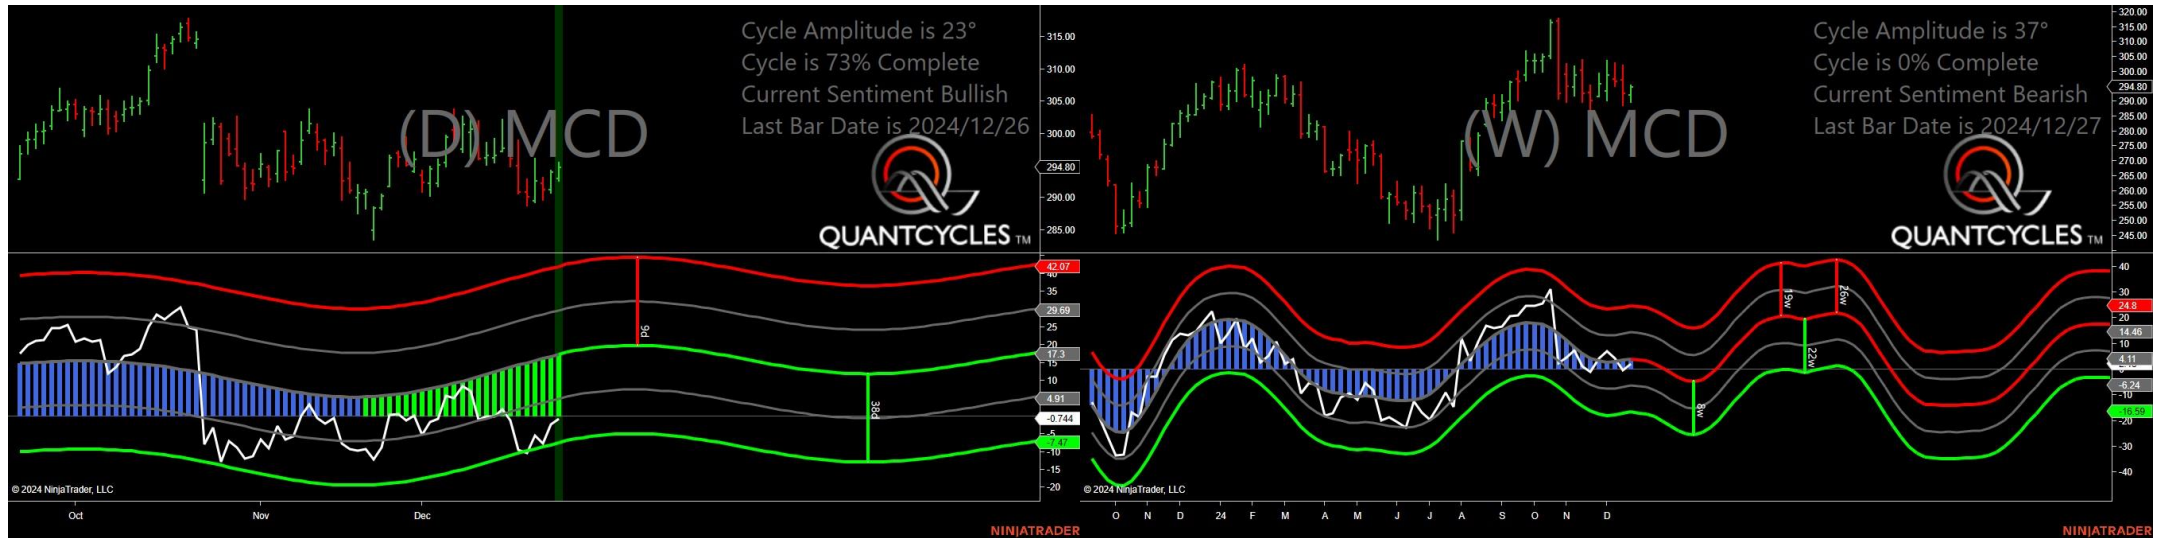 Cycle Amplitude is 23°
Cycle is 73% Complete
Current Sentiment Bullish
Last Bar Date is 2024/12/26
(D) MCD
QUANTCYCLES TM
315.00
310.00
305.00
300.00
294.80
290.00
285.00
42.07
40
35
29.69
25
20
17.3
10
4.91
-0.744
-5
-7.47
-10
-15
-20
9d
38d
© 2024 NinjaTrader, LLC
Oct
Nov
Dec
NINJATRADER
Cycle Amplitude is 37°
Cycle is 0% Complete
Current Sentiment Bearish
Last Bar Date is 2024/12/27
(W) MCD
QUANTCYCLES TM
320.00
315.00
310.00
305.00
300.00
294.80
290.00
285.00
280.00
275.00
270.00
265.00
260.00
255.00
250.00
245.00
40
30
24.8
20
14.46
10
4.11
-6.24
-10
-16.59
-20
-30
-40
19w
26w
22w
8w
© 2024 NinjaTrader, LLC
O N D 24 F M A M J J A S O N D
NINJATRADER